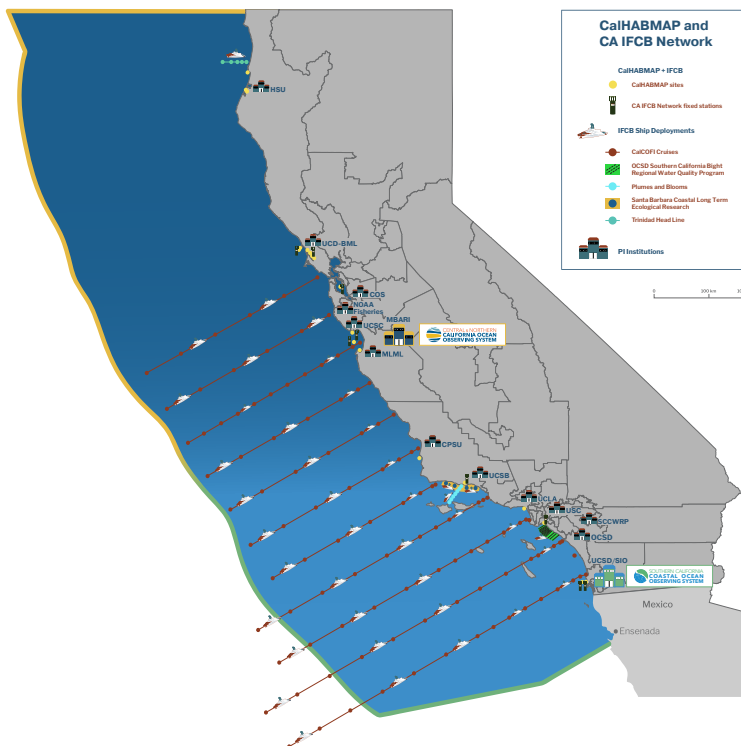 CalHABMAP and
CA IFCB Network
CalHABMAP + IFCB
CalHABMAP sites
CA IFCB Network fixed stations
IFCB Ship Deployments
CalCOFI Cruises
OCSD Southern California Bight
Regional Water Quality Program
Plumes and Blooms
Santa Barbara Coastal Long Term
Ecological Research
Trinidad Head Line
PI Institutions
0 100 km
HSU
UCD-BML
COS
NOAA
Fisheries
UCSC
MBARI
CENTRAL & NORTHERN
CALIFORNIA OCEAN
OBSERVING SYSTEM
MLML
CPSU
UCSB
UCLA
USC
SCCWRP
OCSD
UCSD/SIO
SOUTHERN CALIFORNIA
COASTAL OCEAN
OBSERVING SYSTEM
Mexico
Ensenada